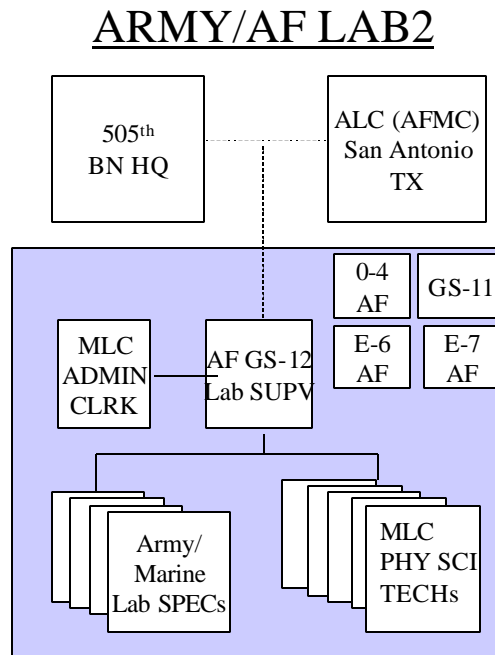 ARMY/AF LAB2
505th
BN HQ
ALC (AFMC)
San Antonio
TX
0-4
AF
GS-11
E-6
AF
E-7
AF
MLC
ADMIN
CLRK
AF GS-12
Lab SUPV
Army/
Marine
Lab SPECs
MLC
PHY SCI
TECHs